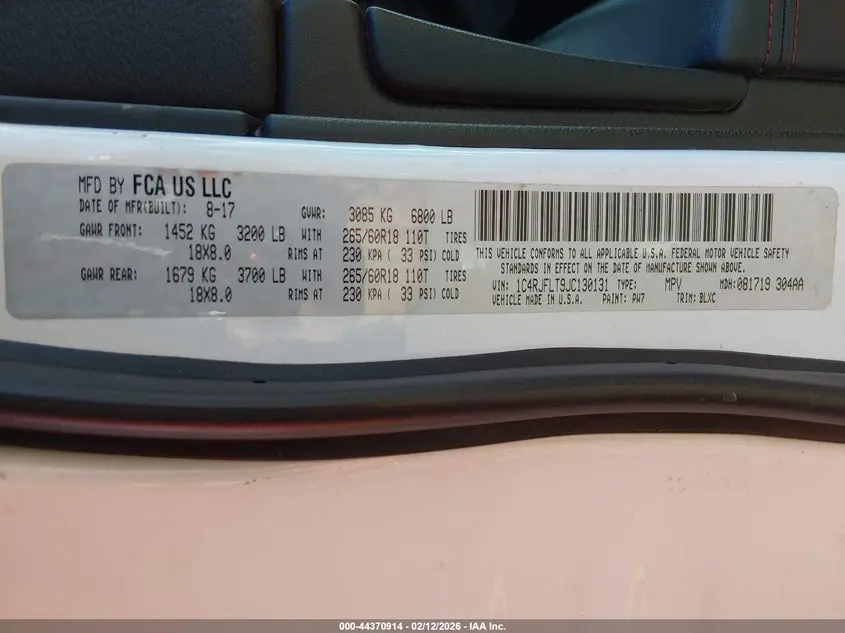 MFD BY FCA US LLC
DATE OF MFR(BUILT): 8-17 GVWR: 3085 KG 6800 LB
GAWR FRONT: 1452 KG 3200 LB WITH 265/60R18 110T TIRES
18X8.0 RIMS AT 230 KPA ( 33 PSI) COLD
GAWR REAR: 1679 KG 3700 LB WITH 265/60R18 110T TIRES
18X8.0 RIMS AT 230 KPA ( 33 PSI) COLD
THIS VEHICLE CONFORMS TO ALL APPLICABLE U.S.A. FEDERAL MOTOR VEHICLE SAFETY
STANDARDS IN EFFECT ON THE DATE OF MANUFACTURE SHOWN ABOVE.
VIN: 1C4RJFLT9JC130131 TYPE: MPV MDH: 081719 304AA
VEHICLE MADE IN U.S.A. PAINT: PW7 TRIM: BLXC
000-44370914 - 02/12/2026 - IAA Inc.